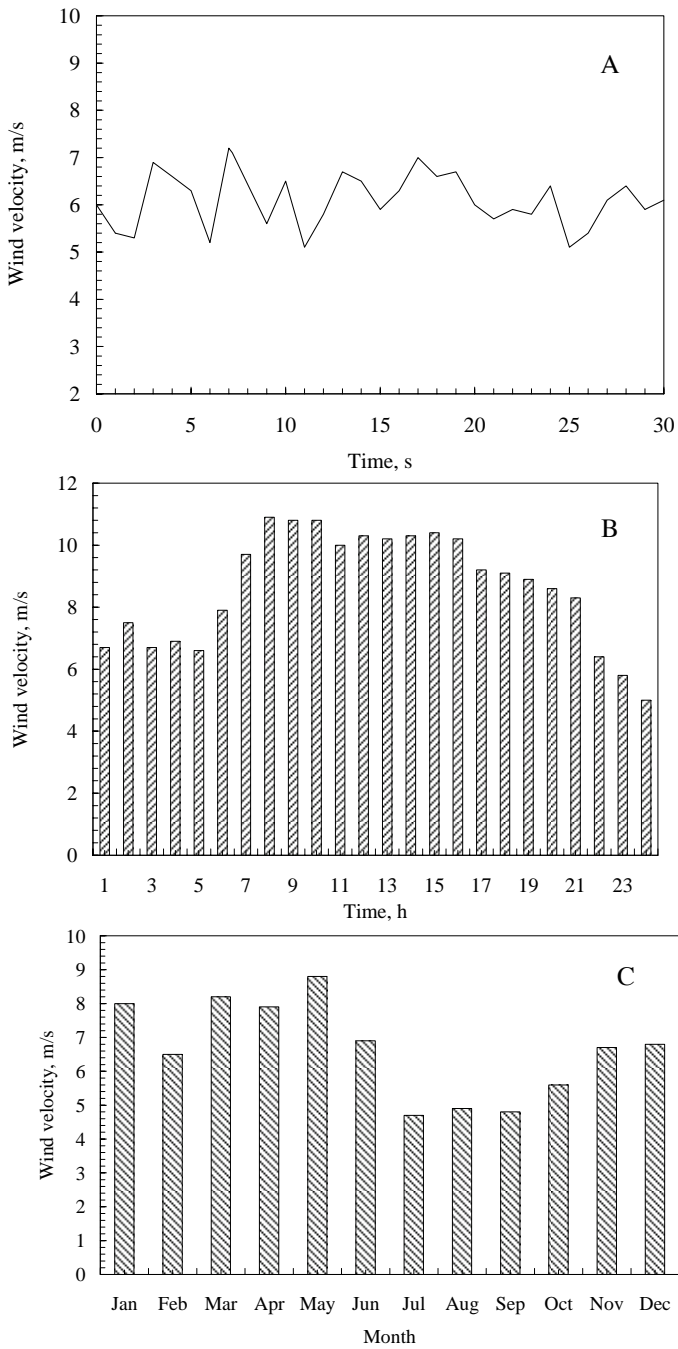 10
9
8
7
6
5
4
3
2
A
Wind velocity, m/s
0 5 10 15 20 25 30
Time, s
12
10
8
6
4
2
0
B
Wind velocity, m/s
1 3 5 7 9 11 13 15 17 19 21 23
Time, h
10
9
8
7
6
5
4
3
2
1
0
C
Wind velocity, m/s
Jan Feb Mar Apr May Jun Jul Aug Sep Oct Nov Dec
Month